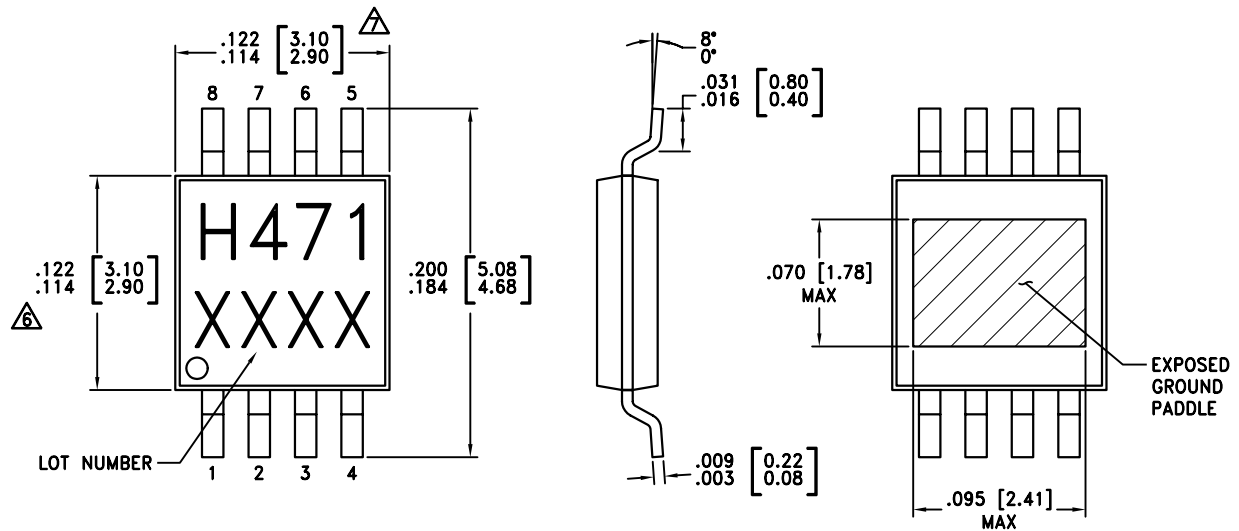 .122 [3.10]
.114 [2.90]
7
8 7 6 5
H471
XXXX
.122 [3.10]
.114 [2.90]
6
.200 [5.08]
.184 [4.68]
LOT NUMBER
1 2 3 4
8°
0°
.031 [0.80]
.016 [0.40]
.009 [0.22]
.003 [0.08]
.070 [1.78]
MAX
EXPOSED
GROUND
PADDLE
.095 [2.41]
MAX